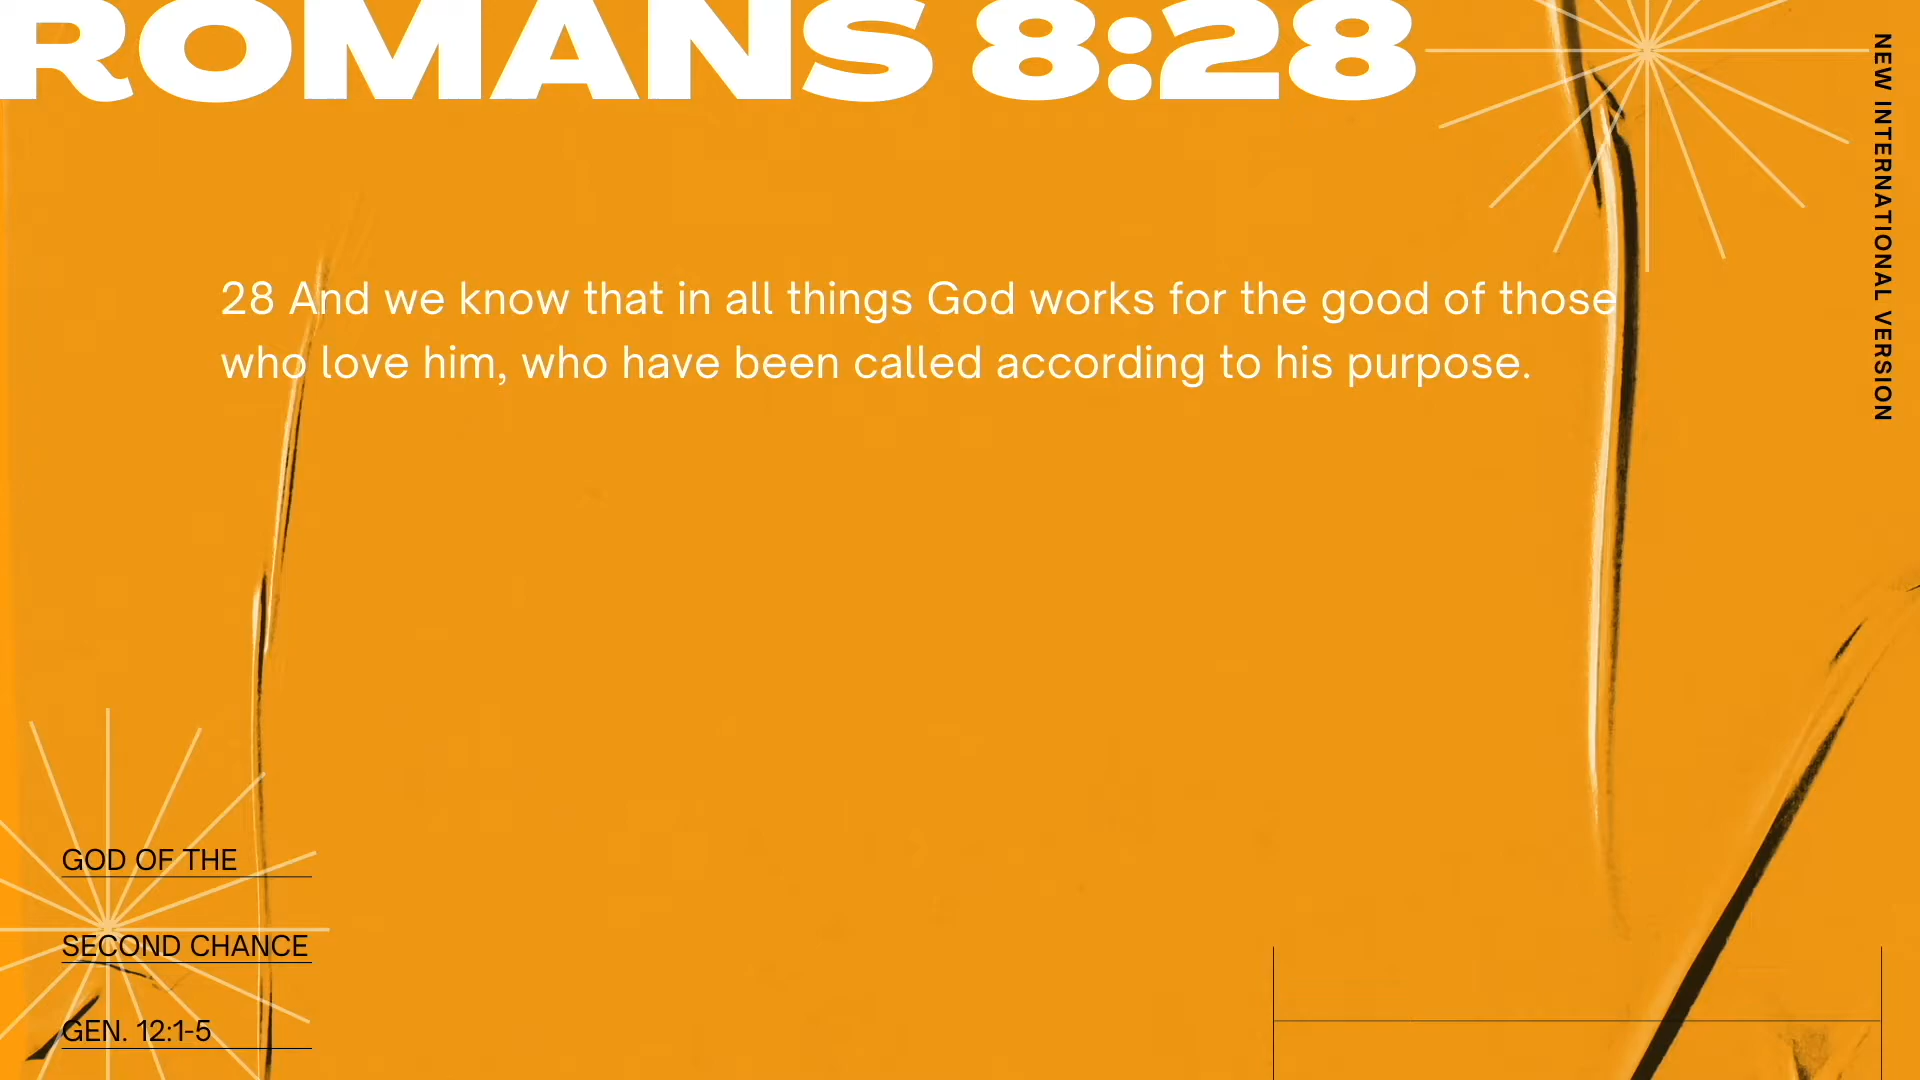 ROMANS 8:28
NEW INTERNATIONAL VERSION
28 And we know that in all things God works for the good of those
who love him, who have been called according to his purpose.
GOD OF THE
SECOND CHANCE
GEN. 12:1-5